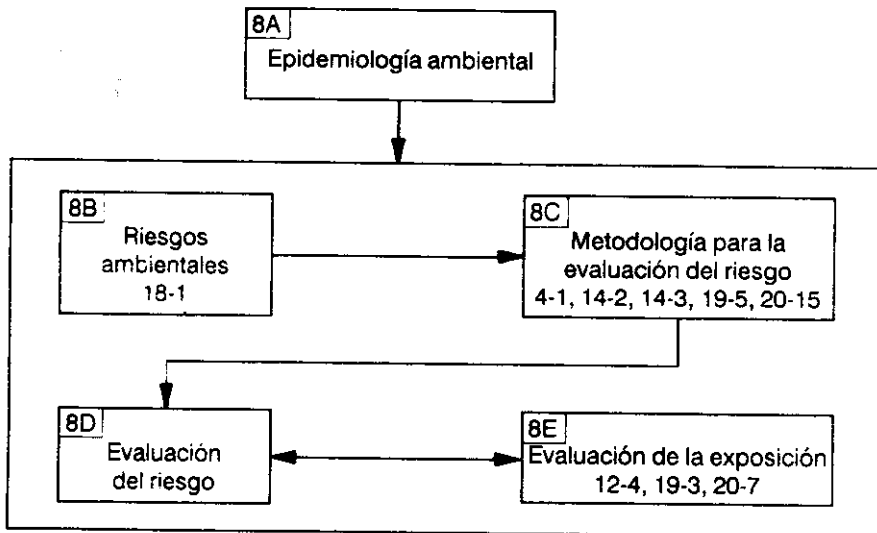 8A
Epidemiología ambiental
8B
Riesgos
ambientales
18-1
8C
Metodología para la
evaluación del riesgo
4-1, 14-2, 14-3, 19-5, 20-15
8D
Evaluación
del riesgo
8E
Evaluación de la exposición
12-4, 19-3, 20-7